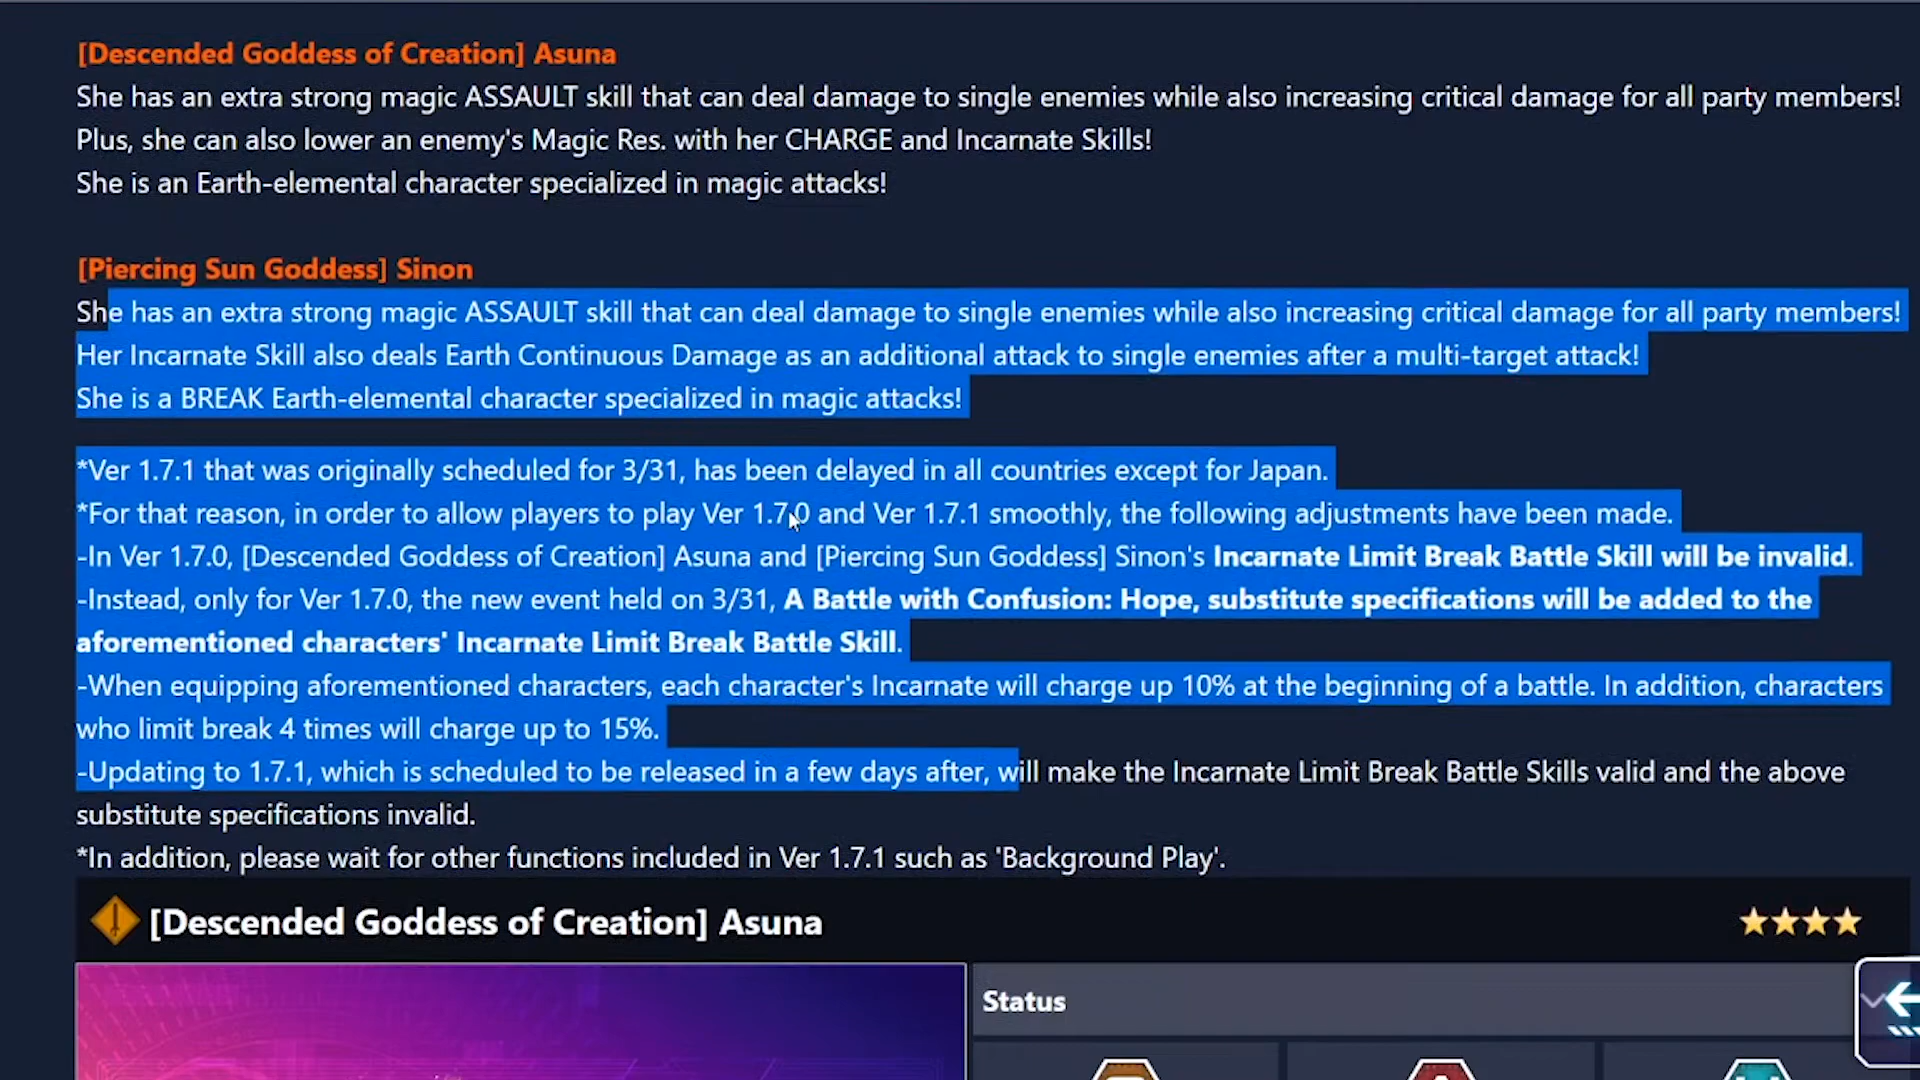 [Descended Goddess of Creation] Asuna
She has an extra strong magic ASSAULT skill that can deal damage to single enemies while also increasing critical damage for all party members!
Plus, she can also lower an enemy's Magic Res. with her CHARGE and Incarnate Skills!
She is an Earth-elemental character specialized in magic attacks!
[Piercing Sun Goddess] Sinon
She has an extra strong magic ASSAULT skill that can deal damage to single enemies while also increasing critical damage for all party members!
Her Incarnate Skill also deals Earth Continuous Damage as an additional attack to single enemies after a multi-target attack!
She is a BREAK Earth-elemental character specialized in magic attacks!
*Ver 1.7.1 that was originally scheduled for 3/31, has been delayed in all countries except for Japan.
*For that reason, in order to allow players to play Ver 1.7.0 and Ver 1.7.1 smoothly, the following adjustments have been made.
-In Ver 1.7.0, [Descended Goddess of Creation] Asuna and [Piercing Sun Goddess] Sinon's Incarnate Limit Break Battle Skill will be invalid.
-Instead, only for Ver 1.7.0, the new event held on 3/31, A Battle with Confusion: Hope, substitute specifications will be added to the
aforementioned characters' Incarnate Limit Break Battle Skill.
-When equipping aforementioned characters, each character's Incarnate will charge up 10% at the beginning of a battle. In addition, characters
who limit break 4 times will charge up to 15%.
-Updating to 1.7.1, which is scheduled to be released in a few days after, will make the Incarnate Limit Break Battle Skills valid and the above
substitute specifications invalid.
*In addition, please wait for other functions included in Ver 1.7.1 such as 'Background Play'.
[Descended Goddess of Creation] Asuna
Status